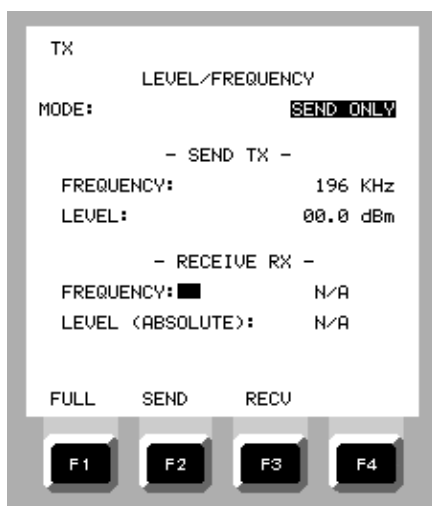 TX
LEVEL/FREQUENCY
MODE: SEND ONLY
- SEND TX -
FREQUENCY: 196 KHz
LEVEL: 00.0 dBm
- RECEIVE RX -
FREQUENCY: N/A
LEVEL (ABSOLUTE): N/A
FULL SEND RECV
F1 F2 F3 F4